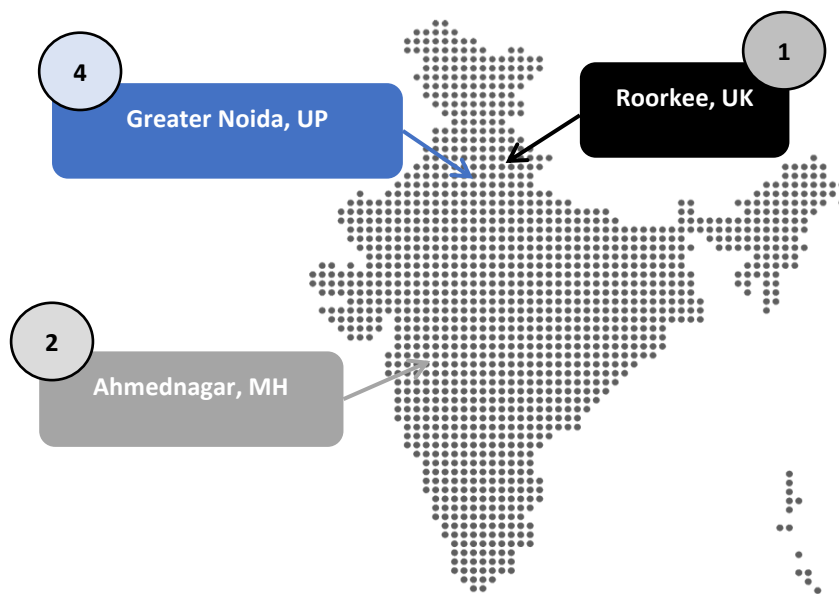 4
Greater Noida, UP
1
Roorkee, UK
2
Ahmednagar, MH